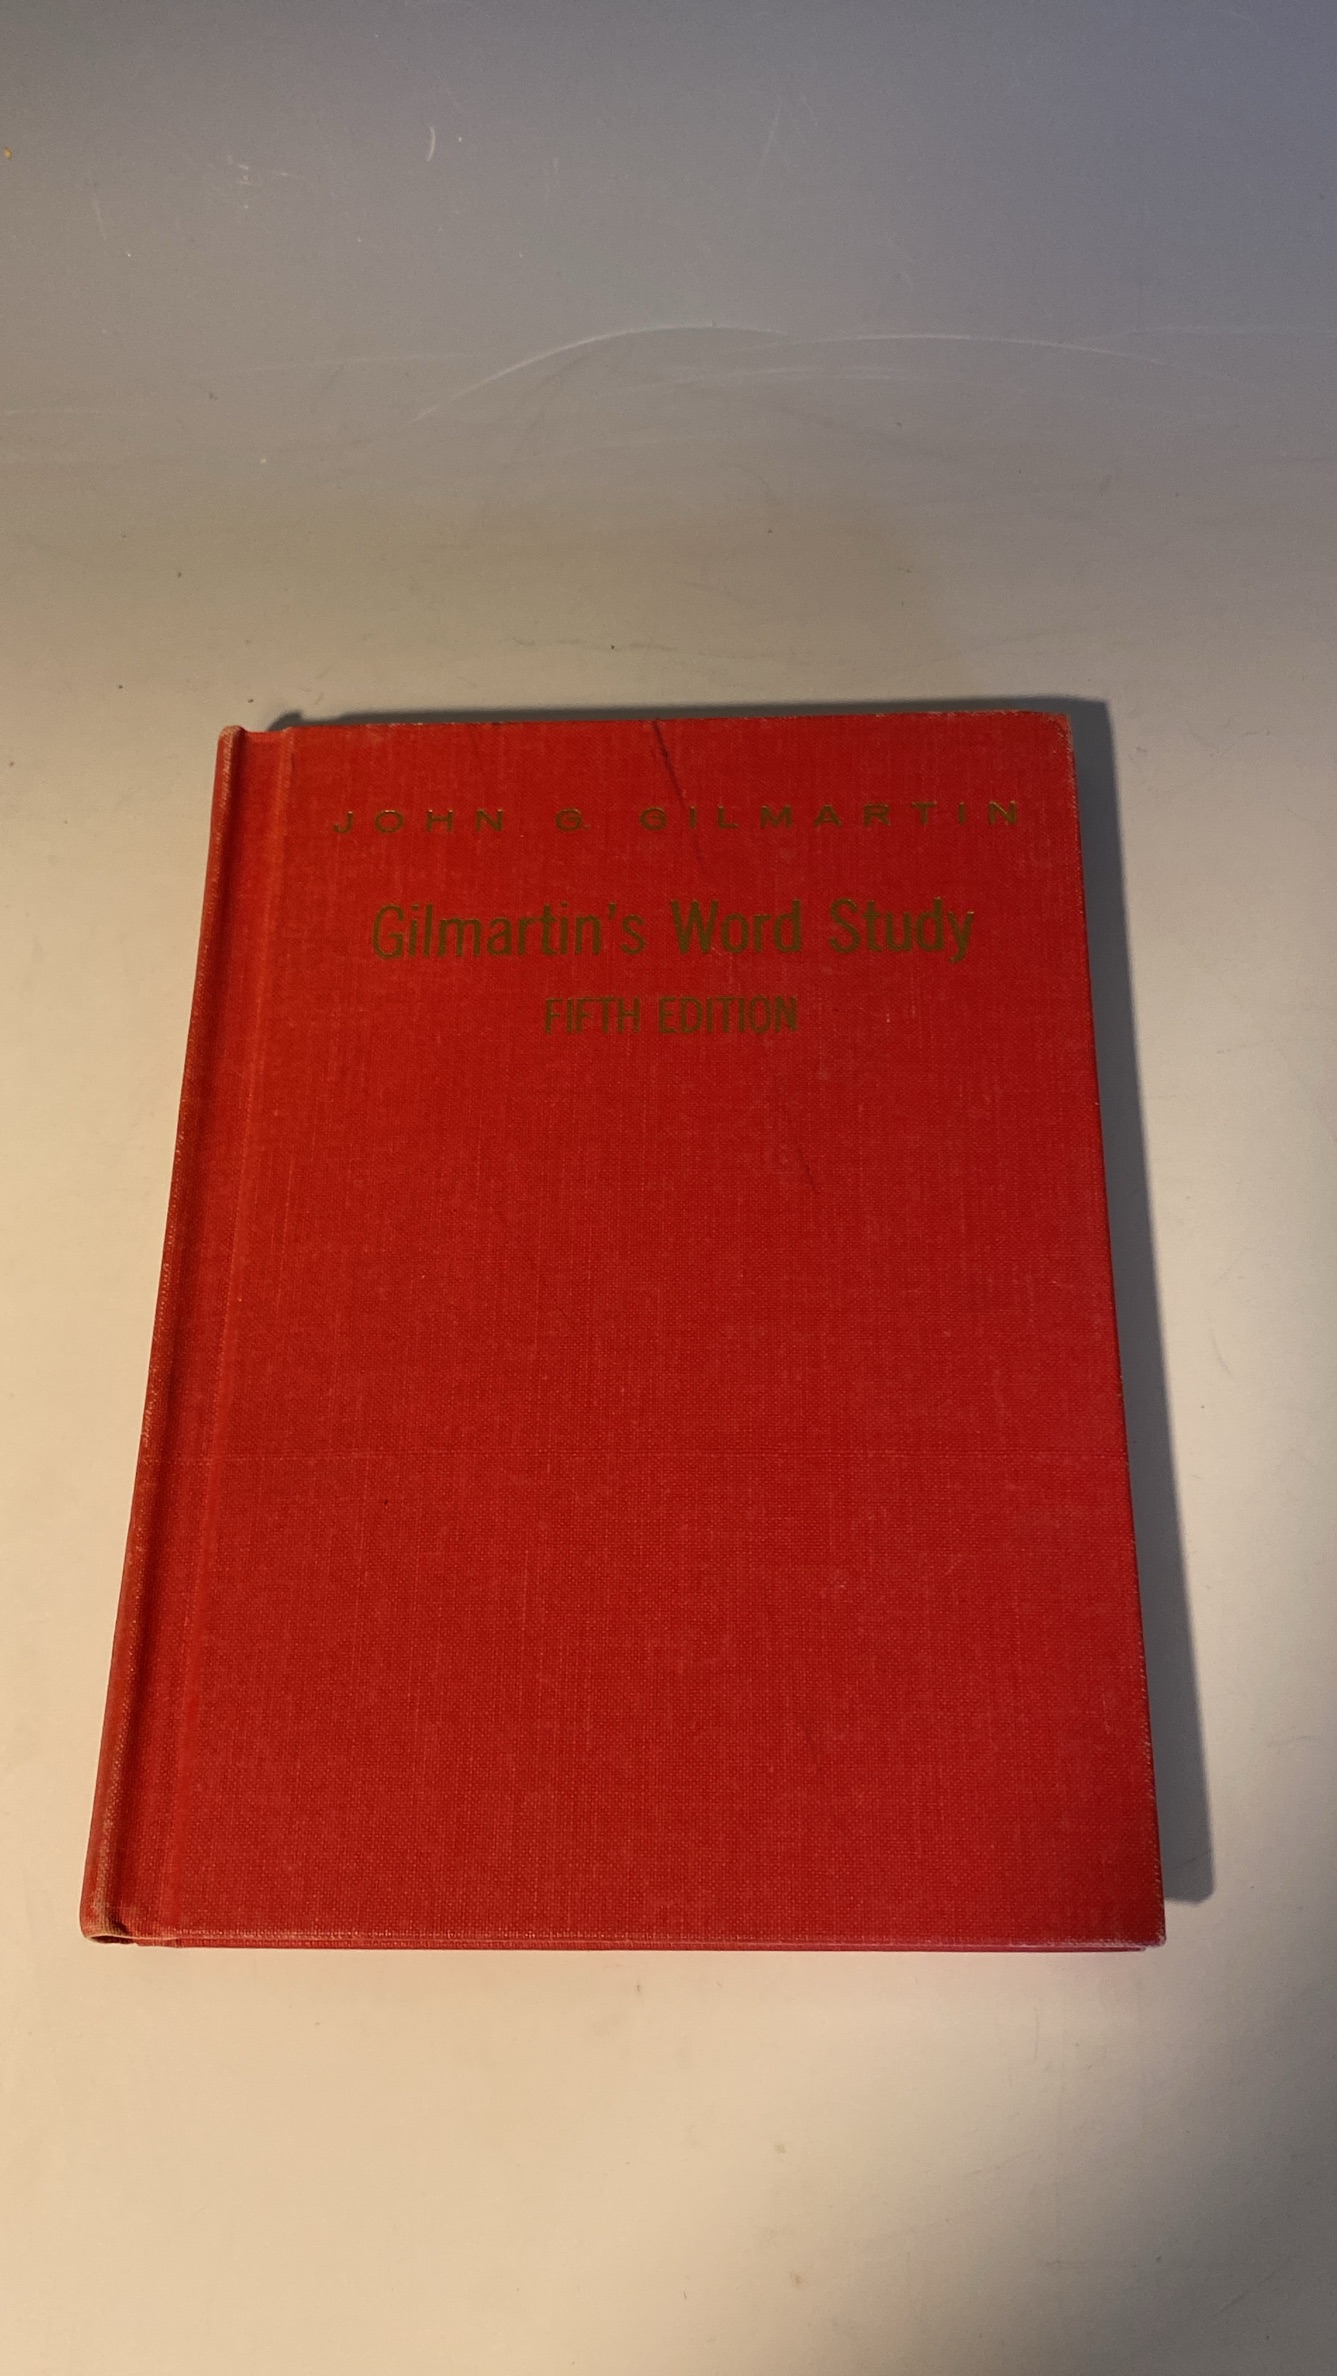 JOHN G. GILMARTIN
Gilmartin's Word Study
FIFTH EDITION